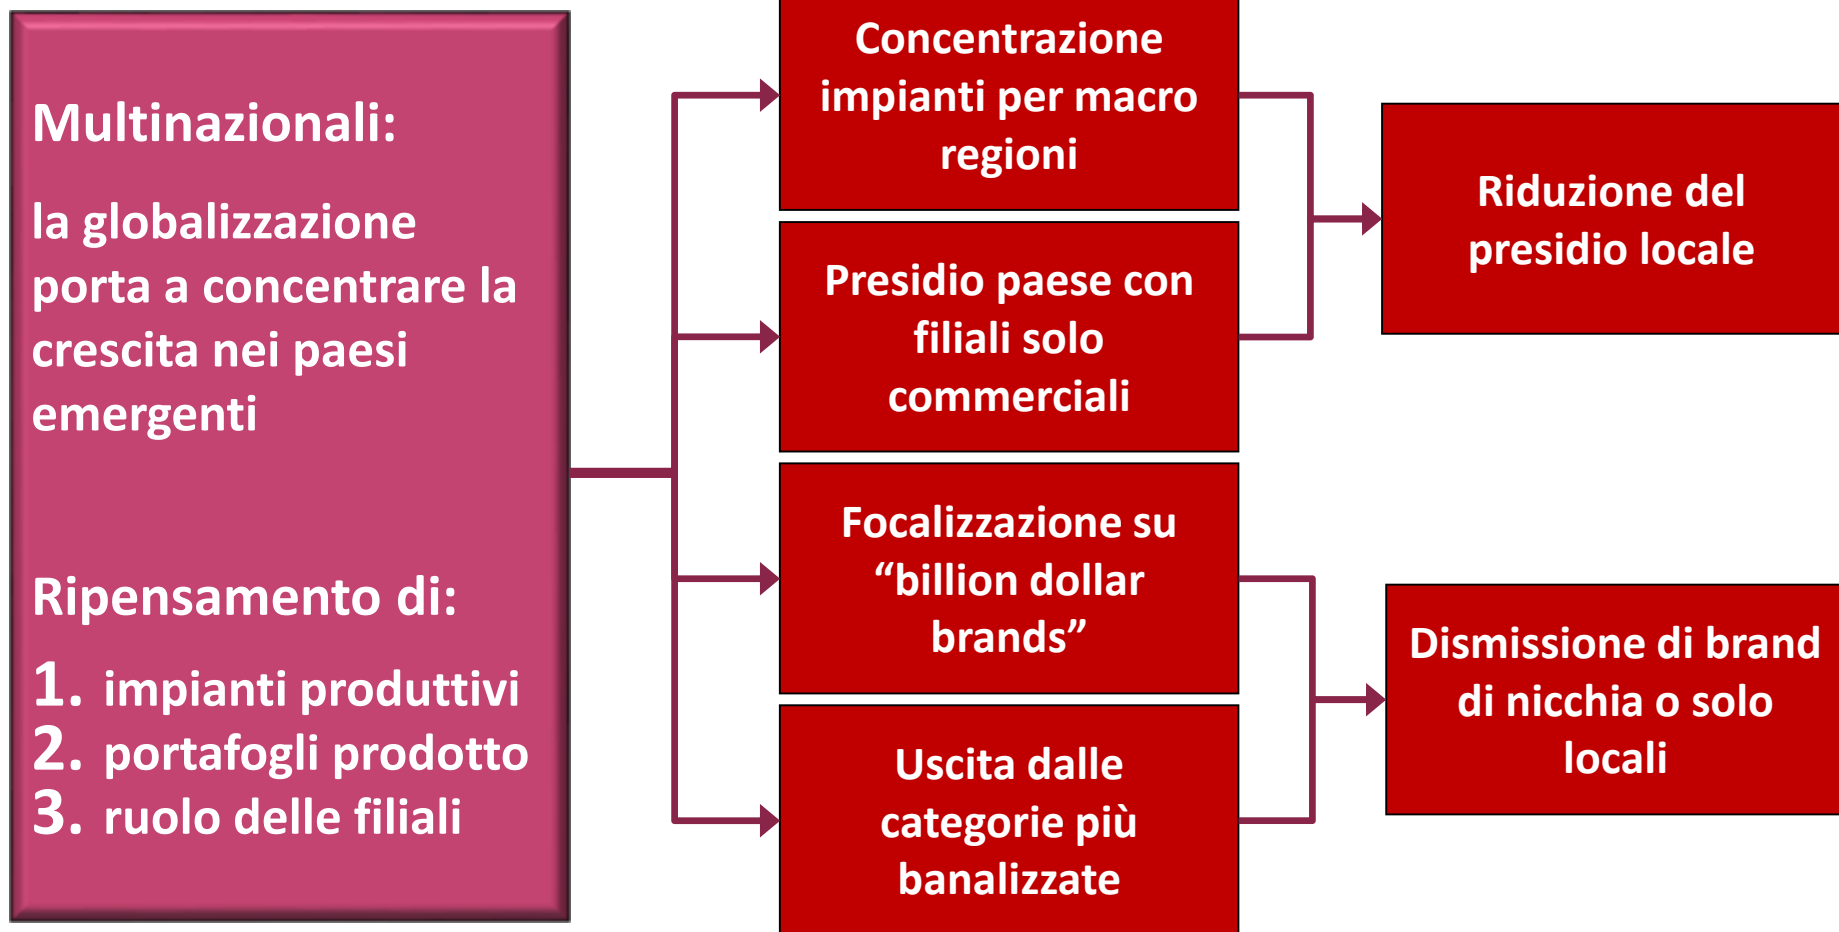 Multinazionali:
la globalizzazione
porta a concentrare la
crescita nei paesi
emergenti
Ripensamento di:
1. impianti produttivi
2. portafogli prodotto
3. ruolo delle filiali
Concentrazione
impianti per macro
regioni
Presidio paese con
filiali solo
commerciali
Focalizzazione su
“billion dollar
brands”
Uscita dalle
categorie più
banalizzate
Riduzione del
presidio locale
Dismissione di brand
di nicchia o solo
locali